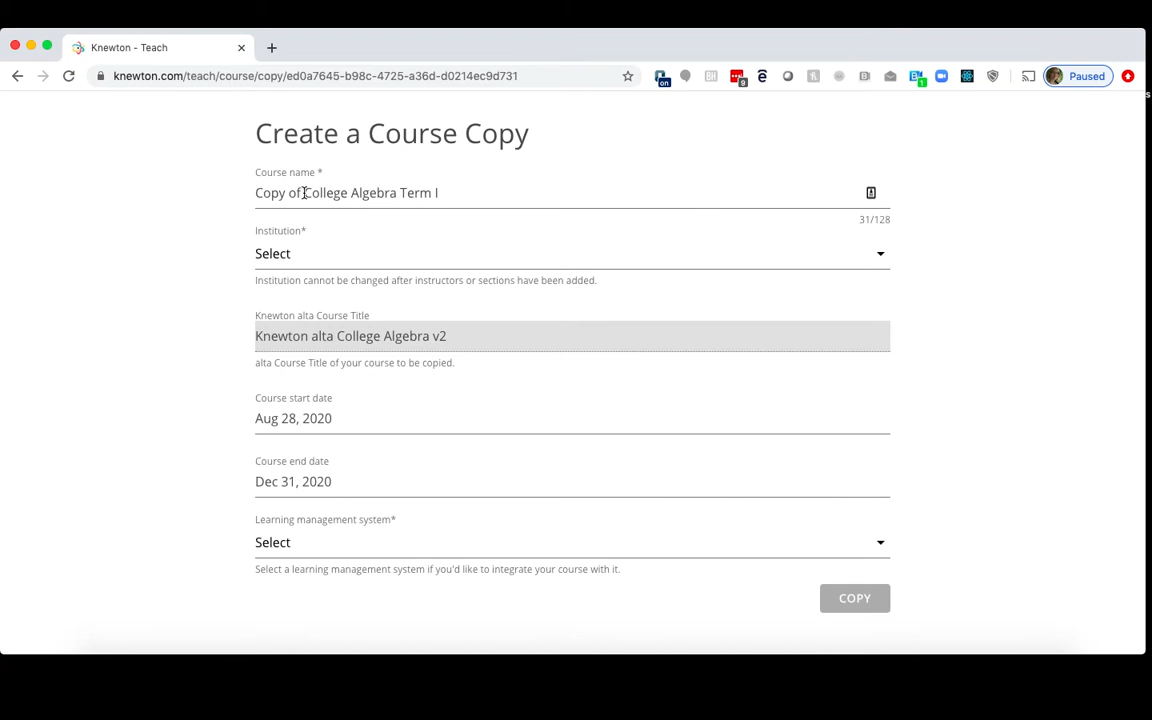 Knewton - Teach
knewton.com/teach/course/copy/ed0a7645-b98c-4725-a36d-d0214ec9d731
on
BH
9
1
Paused
Create a Course Copy
Course name *
Copy of College Algebra Term I
31/128
Institution*
Select
Institution cannot be changed after instructors or sections have been added.
Knewton alta Course Title
Knewton alta College Algebra v2
alta Course Title of your course to be copied.
Course start date
Aug 28, 2020
Course end date
Dec 31, 2020
Learning management system*
Select
Select a learning management system if you'd like to integrate your course with it.
COPY